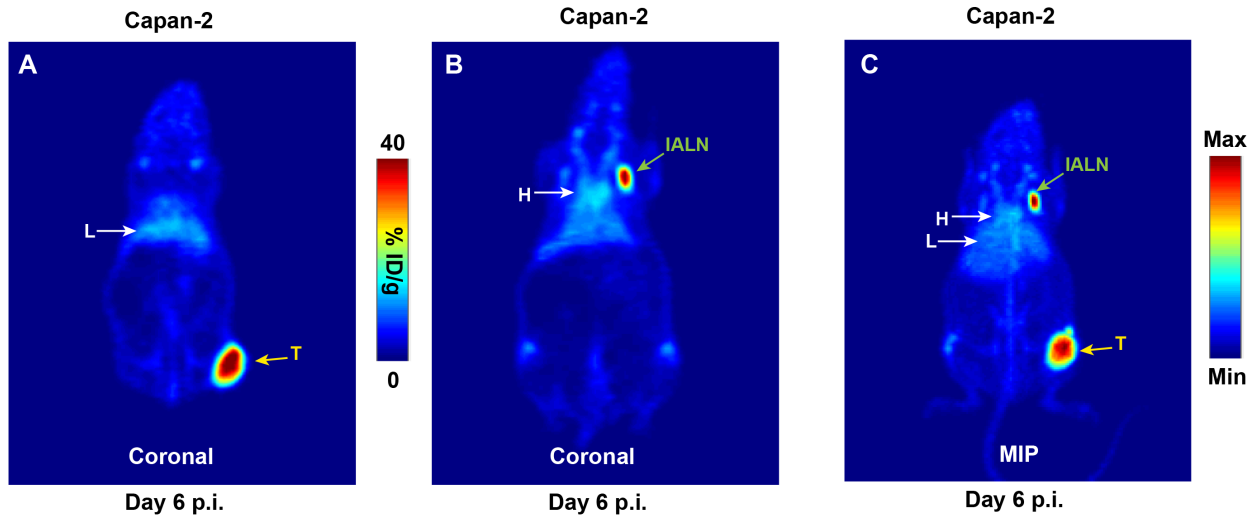 Capan-2
A
L
T
Coronal
Day 6 p.i.
40
% ID/g
0
Capan-2
B
IALN
H
Coronal
Day 6 p.i.
Capan-2
C
IALN
H
L
T
MIP
Day 6 p.i.
Max
Min